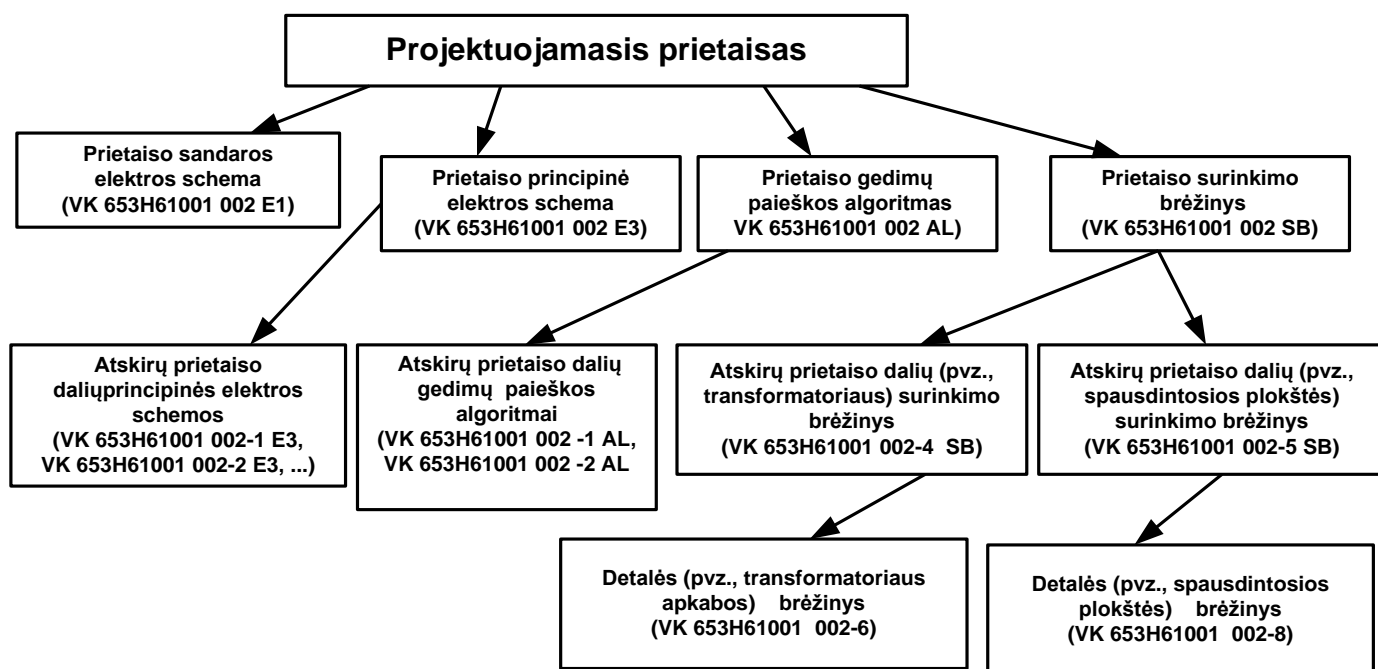 Projektuojamasis prietaisas
Prietaiso sandaros
elektros schema
(VK 653H61001 002 E1)
Prietaiso principinė
elektros schema
(VK 653H61001 002 E3)
Prietaiso gedimų
paieškos algoritmas
VK 653H61001 002 AL)
Prietaiso surinkimo
brėžinys
(VK 653H61001 002 SB)
Atskirų prietaiso
daliųprincipinės elektros
schemos
(VK 653H61001 002-1 E3,
VK 653H61001 002-2 E3, ...)
Atskirų prietaiso dalių
gedimų paieškos
algoritmai
(VK 653H61001 002 -1 AL,
VK 653H61001 002 -2 AL
Atskirų prietaiso dalių (pvz.,
transformatoriaus) surinkimo
brėžinys
(VK 653H61001 002-4 SB)
Atskirų prietaiso dalių (pvz.,
spausdintosios plokštės)
surinkimo brėžinys
(VK 653H61001 002-5 SB)
Detalės (pvz., transformatoriaus
apkabos) brėžinys
(VK 653H61001 002-6)
Detalės (pvz., spausdintosios
plokštės) brėžinys
(VK 653H61001 002-8)